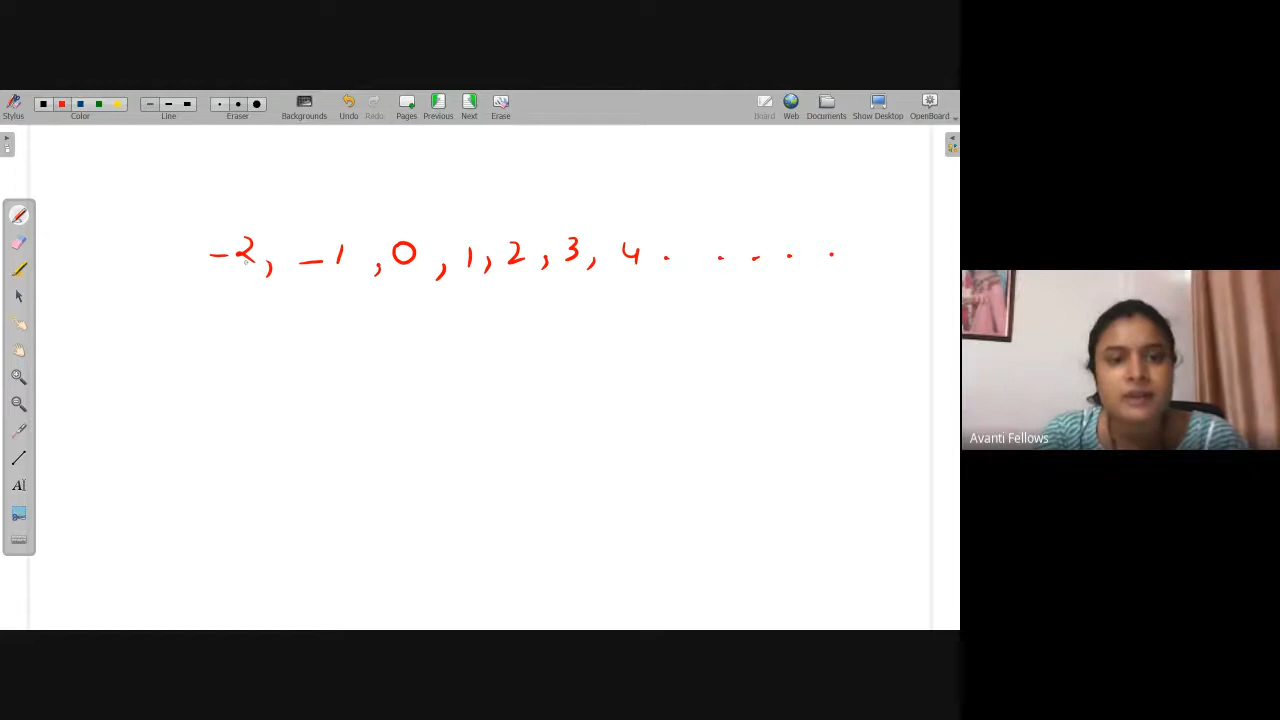 Stylus Color Line Eraser Backgrounds Undo Redo Pages Previous Next Erase Board Web Documents Show Desktop OpenBoard
-2, -1, 0, 1, 2, 3, 4 . . . . .
Avanti Fellows